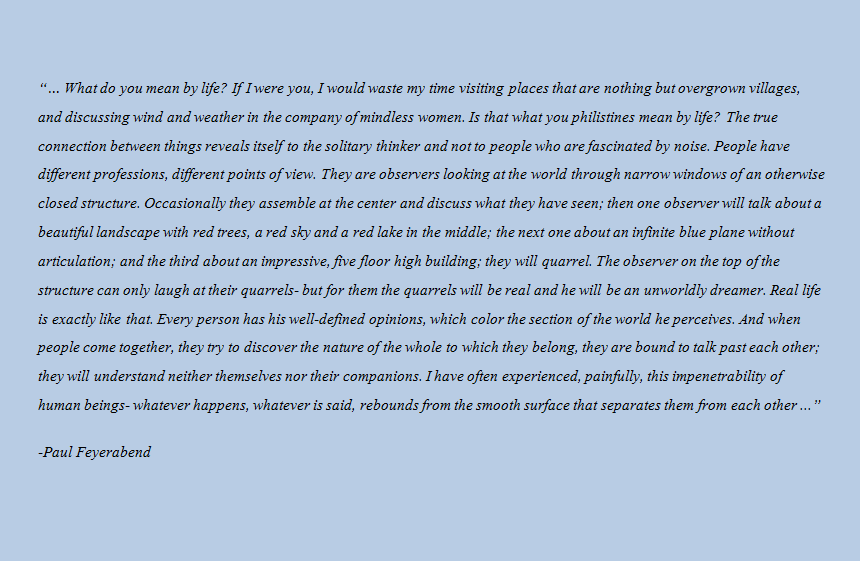 “… What do you mean by life? If I were you, I would waste my time visiting places that are nothing but overgrown villages,
and discussing wind and weather in the company of mindless women. Is that what you philistines mean by life? The true
connection between things reveals itself to the solitary thinker and not to people who are fascinated by noise. People have
different professions, different points of view. They are observers looking at the world through narrow windows of an otherwise
closed structure. Occasionally they assemble at the center and discuss what they have seen; then one observer will talk about a
beautiful landscape with red trees, a red sky and a red lake in the middle; the next one about an infinite blue plane without
articulation; and the third about an impressive, five floor high building; they will quarrel. The observer on the top of the
structure can only laugh at their quarrels- but for them the quarrels will be real and he will be an unworldly dreamer. Real life
is exactly like that. Every person has his well-defined opinions, which color the section of the world he perceives. And when
people come together, they try to discover the nature of the whole to which they belong, they are bound to talk past each other;
they will understand neither themselves nor their companions. I have often experienced, painfully, this impenetrability of
human beings- whatever happens, whatever is said, rebounds from the smooth surface that separates them from each other …”
-Paul Feyerabend